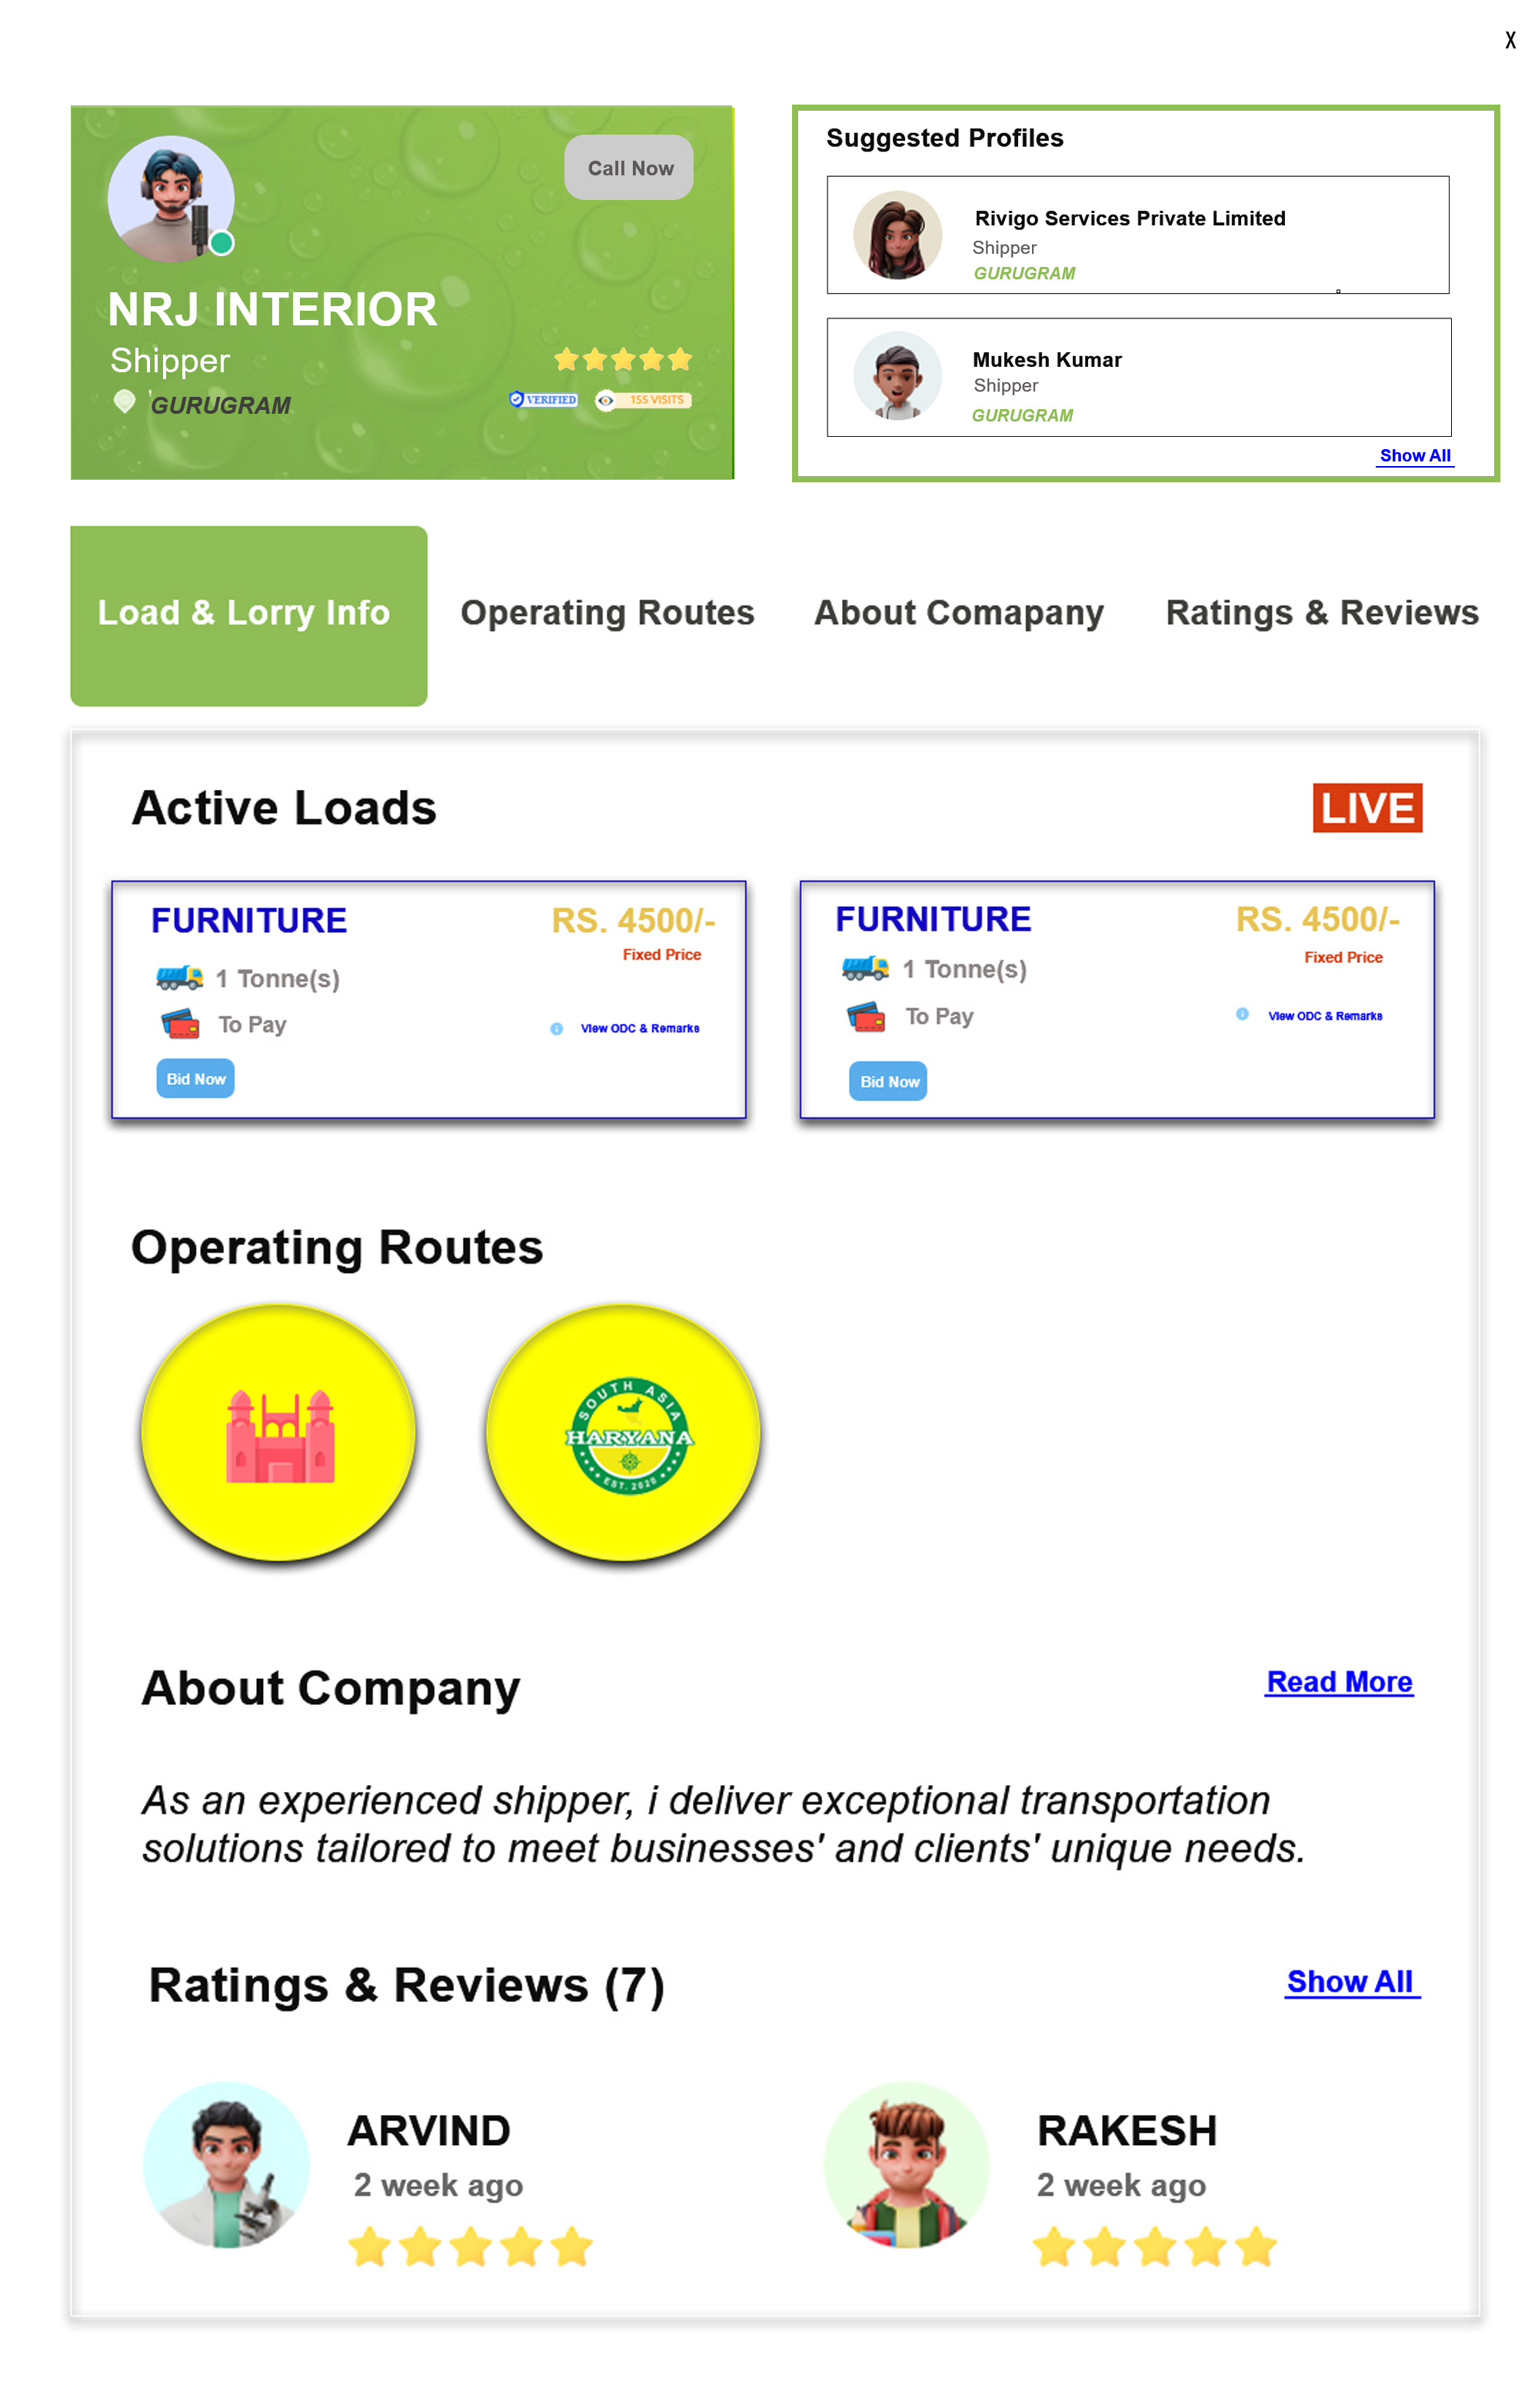 X
Call Now
NRJ INTERIOR
Shipper
GURUGRAM
VERIFIED
155 VISITS
Suggested Profiles
Rivigo Services Private Limited
Shipper
GURUGRAM
Mukesh Kumar
Shipper
GURUGRAM
Show All
Load & Lorry Info
Operating Routes
About Comapany
Ratings & Reviews
Active Loads
LIVE
FURNITURE
RS. 4500/-
Fixed Price
1 Tonne(s)
To Pay
View ODC & Remarks
Bid Now
FURNITURE
RS. 4500/-
Fixed Price
1 Tonne(s)
To Pay
View ODC & Remarks
Bid Now
Operating Routes
SOUTH ASIA
HARYANA
EST. 2020
About Company
Read More
As an experienced shipper, i deliver exceptional transportation
solutions tailored to meet businesses' and clients' unique needs.
Ratings & Reviews (7)
Show All
ARVIND
2 week ago
RAKESH
2 week ago